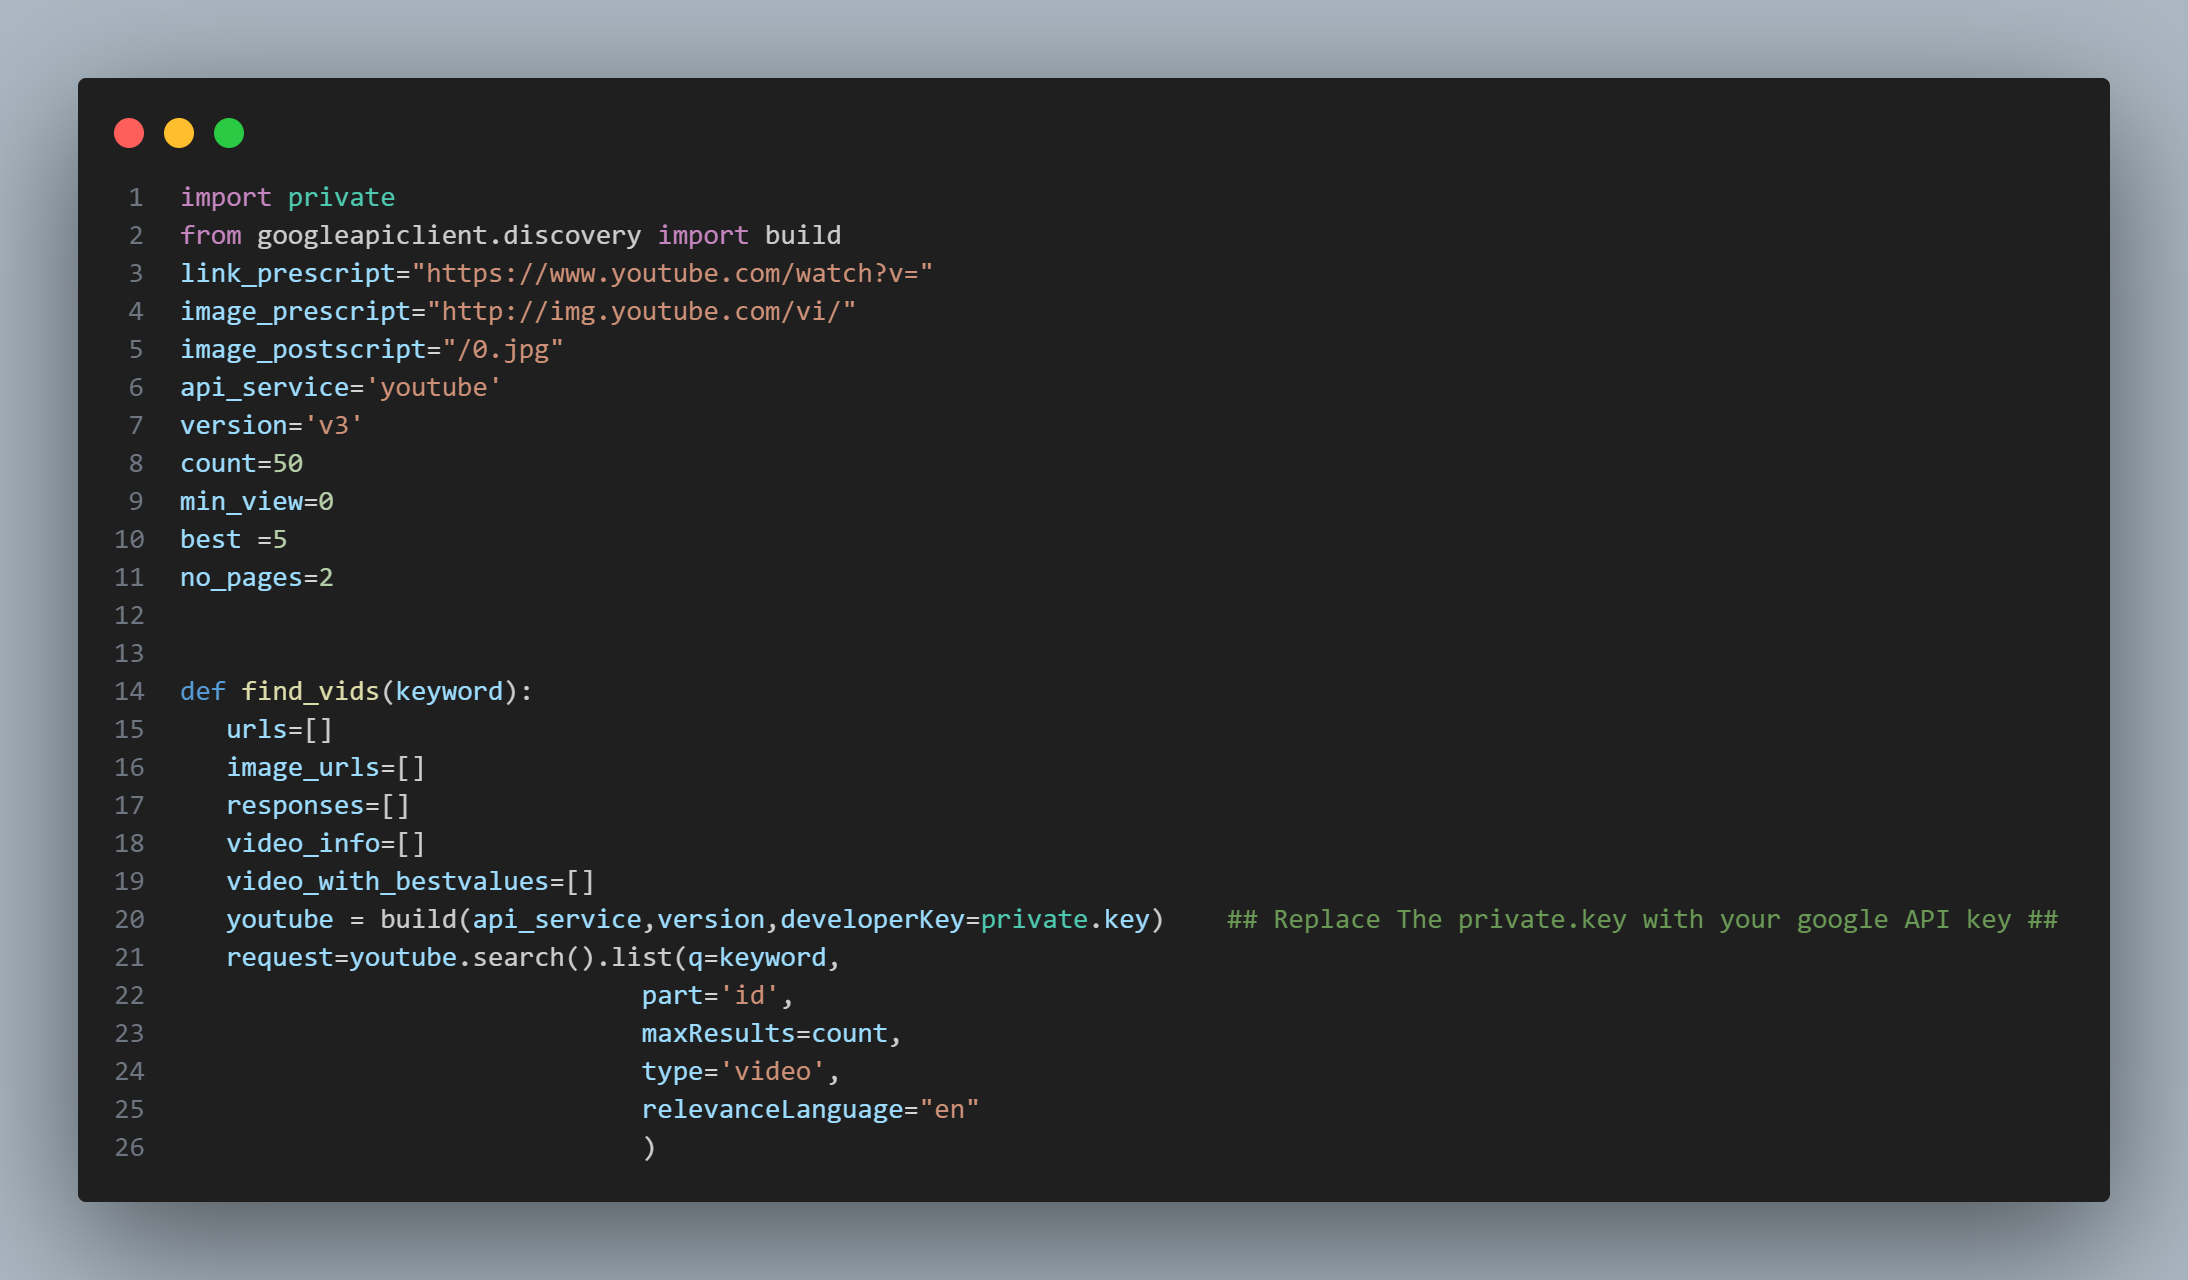 1 import private
2 from googleapiclient.discovery import build
3 link_prescript="https://www.youtube.com/watch?v="
4 image_prescript="http://img.youtube.com/vi/"
5 image_postscript="/0.jpg"
6 api_service='youtube'
7 version='v3'
8 count=50
9 min_view=0
10 best =5
11 no_pages=2
12
13
14 def find_vids(keyword):
15    urls=[]
16    image_urls=[]
17    responses=[]
18    video_info=[]
19    video_with_bestvalues=[]
20    youtube = build(api_service,version,developerKey=private.key)    ## Replace The private.key with your google API key ##
21    request=youtube.search().list(q=keyword,
22                               part='id',
23                               maxResults=count,
24                               type='video',
25                               relevanceLanguage="en"
26                               )